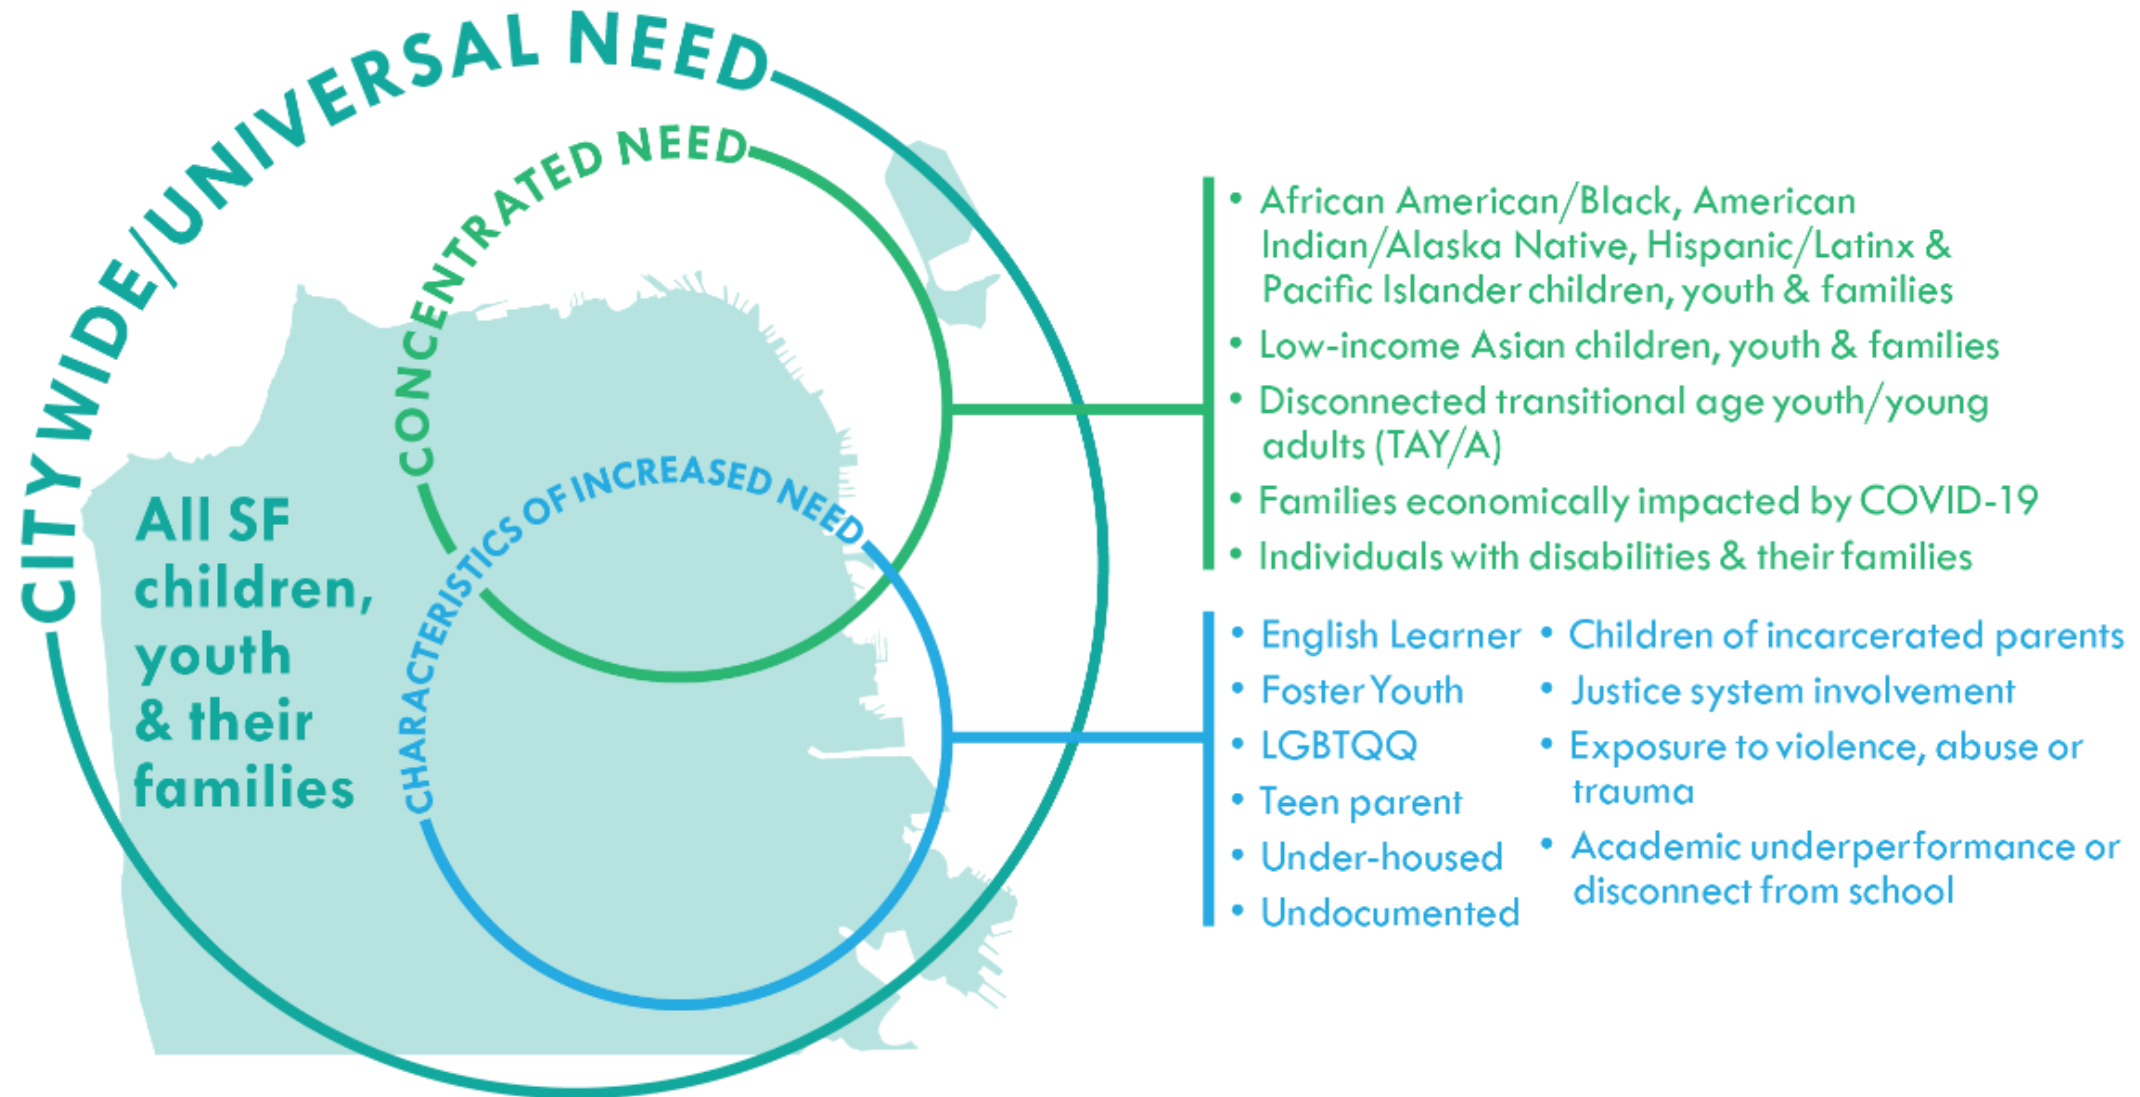 CITYWIDE/UNIVERSAL NEED
CONCENTRATED NEED
CHARACTERISTICS OF INCREASED NEED
All SF
children,
youth
& their
families
• African American/Black, American
Indian/Alaska Native, Hispanic/Latinx &
Pacific Islander children, youth & families
• Low-income Asian children, youth & families
• Disconnected transitional age youth/young
adults (TAY/A)
• Families economically impacted by COVID-19
• Individuals with disabilities & their families
• English Learner
• Foster Youth
• LGBTQQ
• Teen parent
• Under-housed
• Undocumented
• Children of incarcerated parents
• Justice system involvement
• Exposure to violence, abuse or
trauma
• Academic underperformance or
disconnect from school